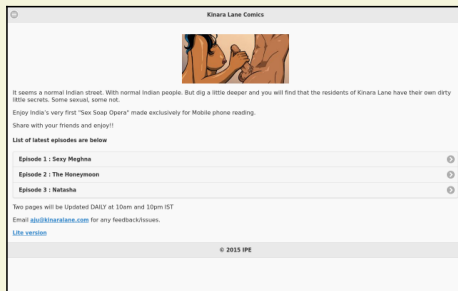 Kinara Lane Comics
It seems a normal Indian street. With normal Indian people. But dig a little deeper and you will find that the residents of Kinara Lane have their own dirty
little secrets. Some sexual, some not.
Enjoy India's very first "Sex Soap Opera" made exclusively for Mobile phone reading.
Share with your friends and enjoy!!
List of latest episodes are below
Episode 1 : Sexy Meghna
Episode 2 : The Honeymoon
Episode 3 : Natasha
Two pages will be Updated DAILY at 10am and 10pm IST
Email aju@kinaralane.com for any feedback/issues.
Lite version
© 2015 IPE